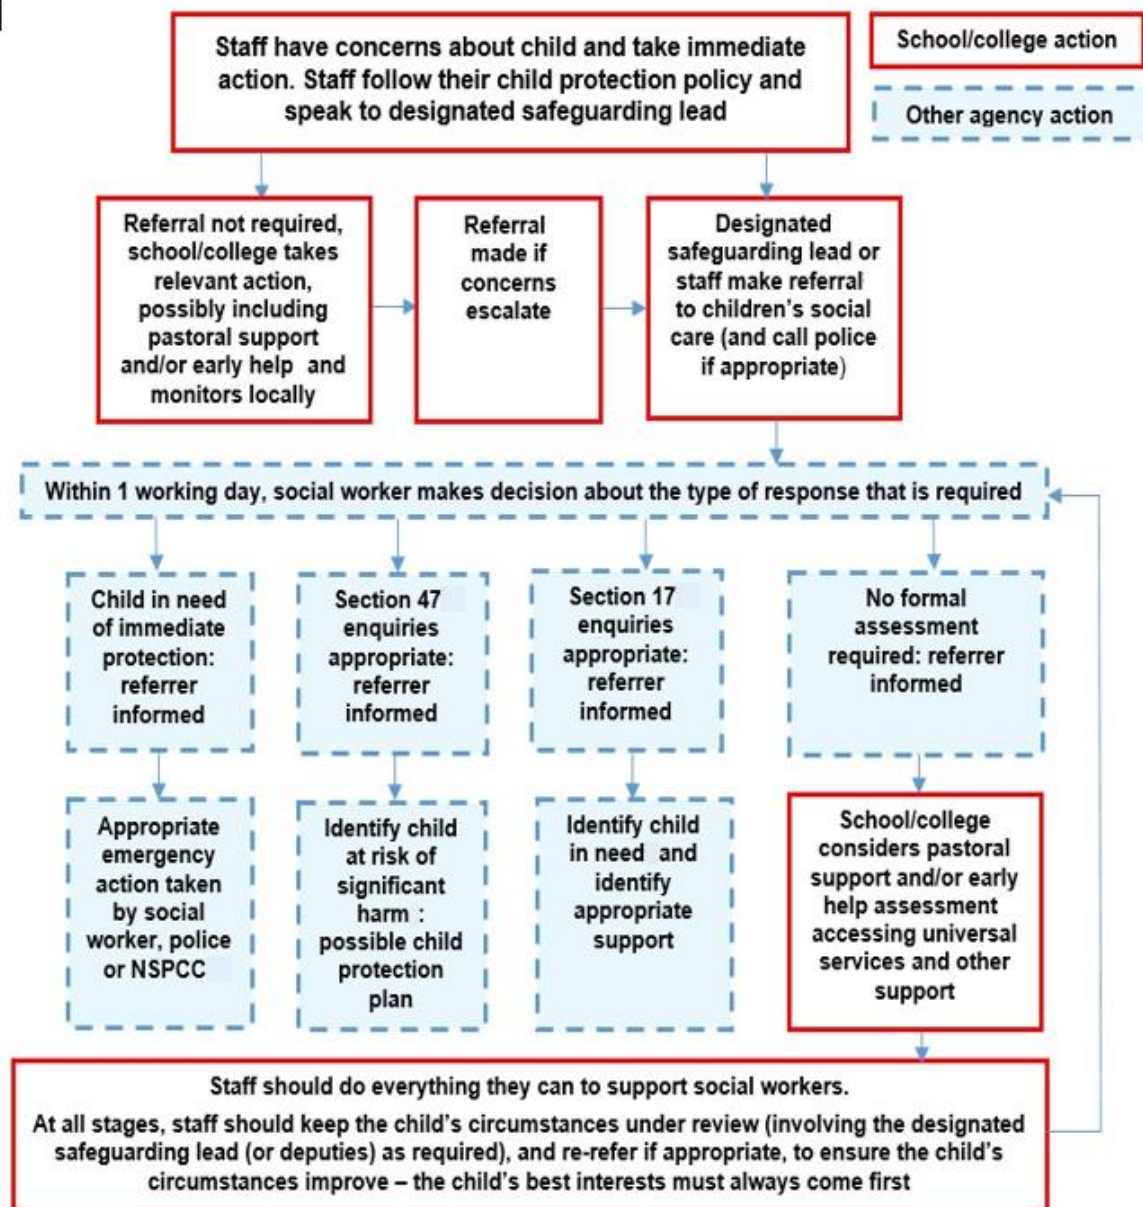 Staff have concerns about child and take immediate
action. Staff follow their child protection policy and
speak to designated safeguarding lead
School/college action
Other agency action
Referral not required,
school/college takes
relevant action,
possibly including
pastoral support
and/or early help and
monitors locally
Referral
made if
concerns
escalate
Designated
safeguarding lead or
staff make referral
to children's social
care (and call police
if appropriate)
Within 1 working day, social worker makes decision about the type of response that is required
Child in need
of immediate
protection:
referrer
informed
Section 47
enquiries
appropriate:
referrer
informed
Section 17
enquiries
appropriate:
referrer
informed
No formal
assessment
required: referrer
informed
Appropriate
emergency
action taken
by social
worker, police
or NSPCC
Identify child
at risk of
significant
harm :
possible child
protection
plan
Identify child
in need and
identify
appropriate
support
School/college
considers pastoral
support and/or early
help assessment
accessing universal
services and other
support
Staff should do everything they can to support social workers.
At all stages, staff should keep the child's circumstances under review (involving the designated
safeguarding lead (or deputies) as required), and re-refer if appropriate, to ensure the child's
circumstances improve – the child's best interests must always come first